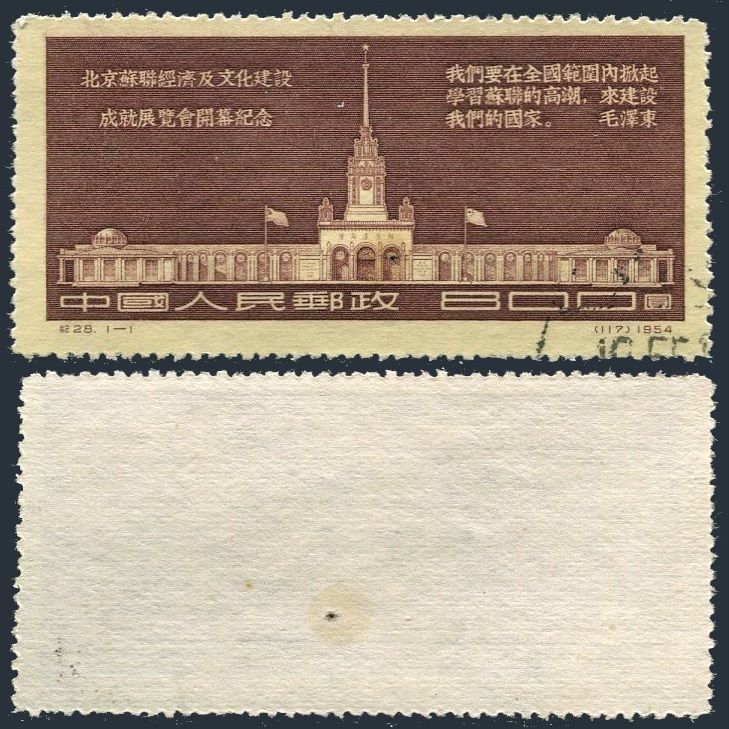 北京蘇聯經濟及文化建設
成就展覽會開幕紀念
我們要在全國範圍內掀起
學習蘇聯的高潮，來建設
我們的國家。 毛澤東
中國人民郵政 800圓
紀28. 1—1 (117) 1954